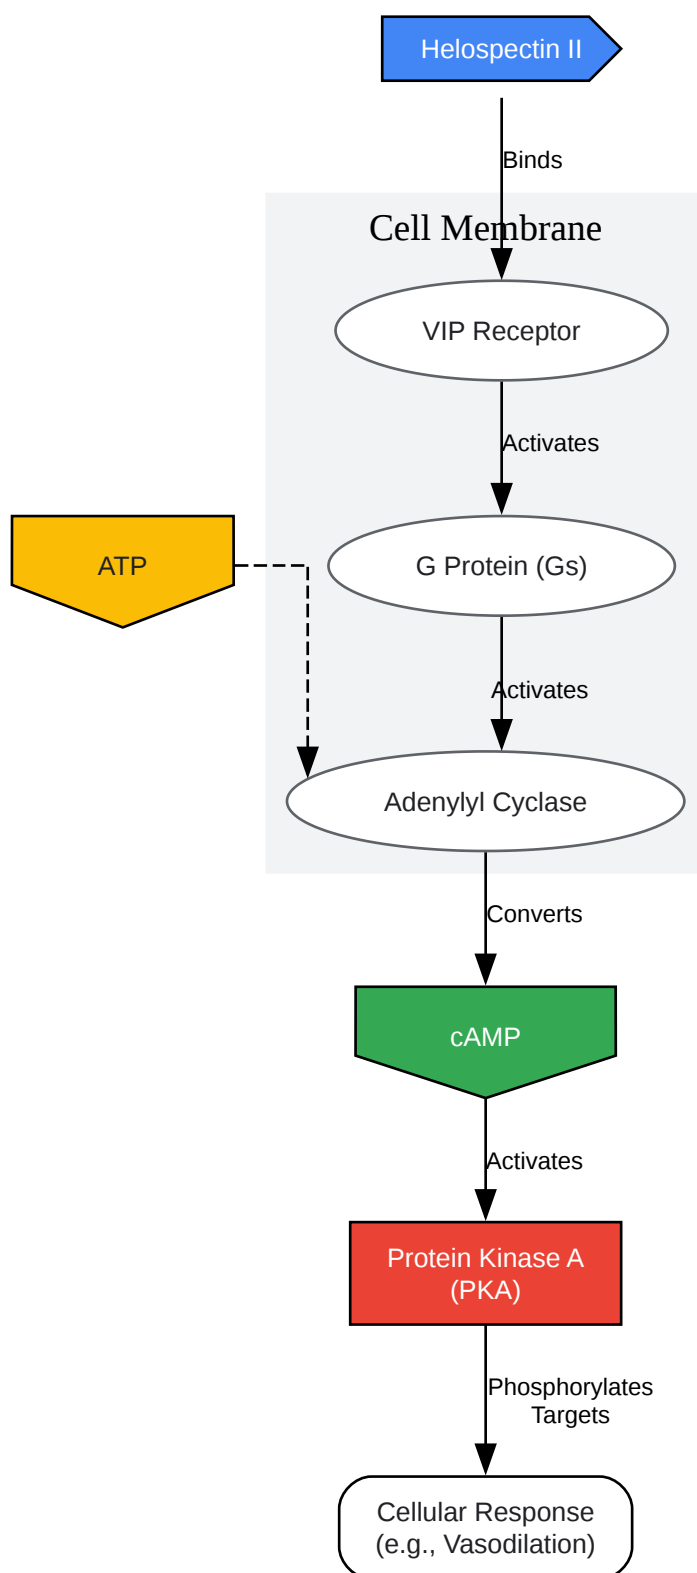 Helospectin II
Binds
Cell Membrane
VIP Receptor
Activates
ATP
G Protein (Gs)
Activates
Adenylyl Cyclase
Converts
cAMP
Activates
Protein Kinase A
(PKA)
Phosphorylates
Targets
Cellular Response
(e.g., Vasodilation)